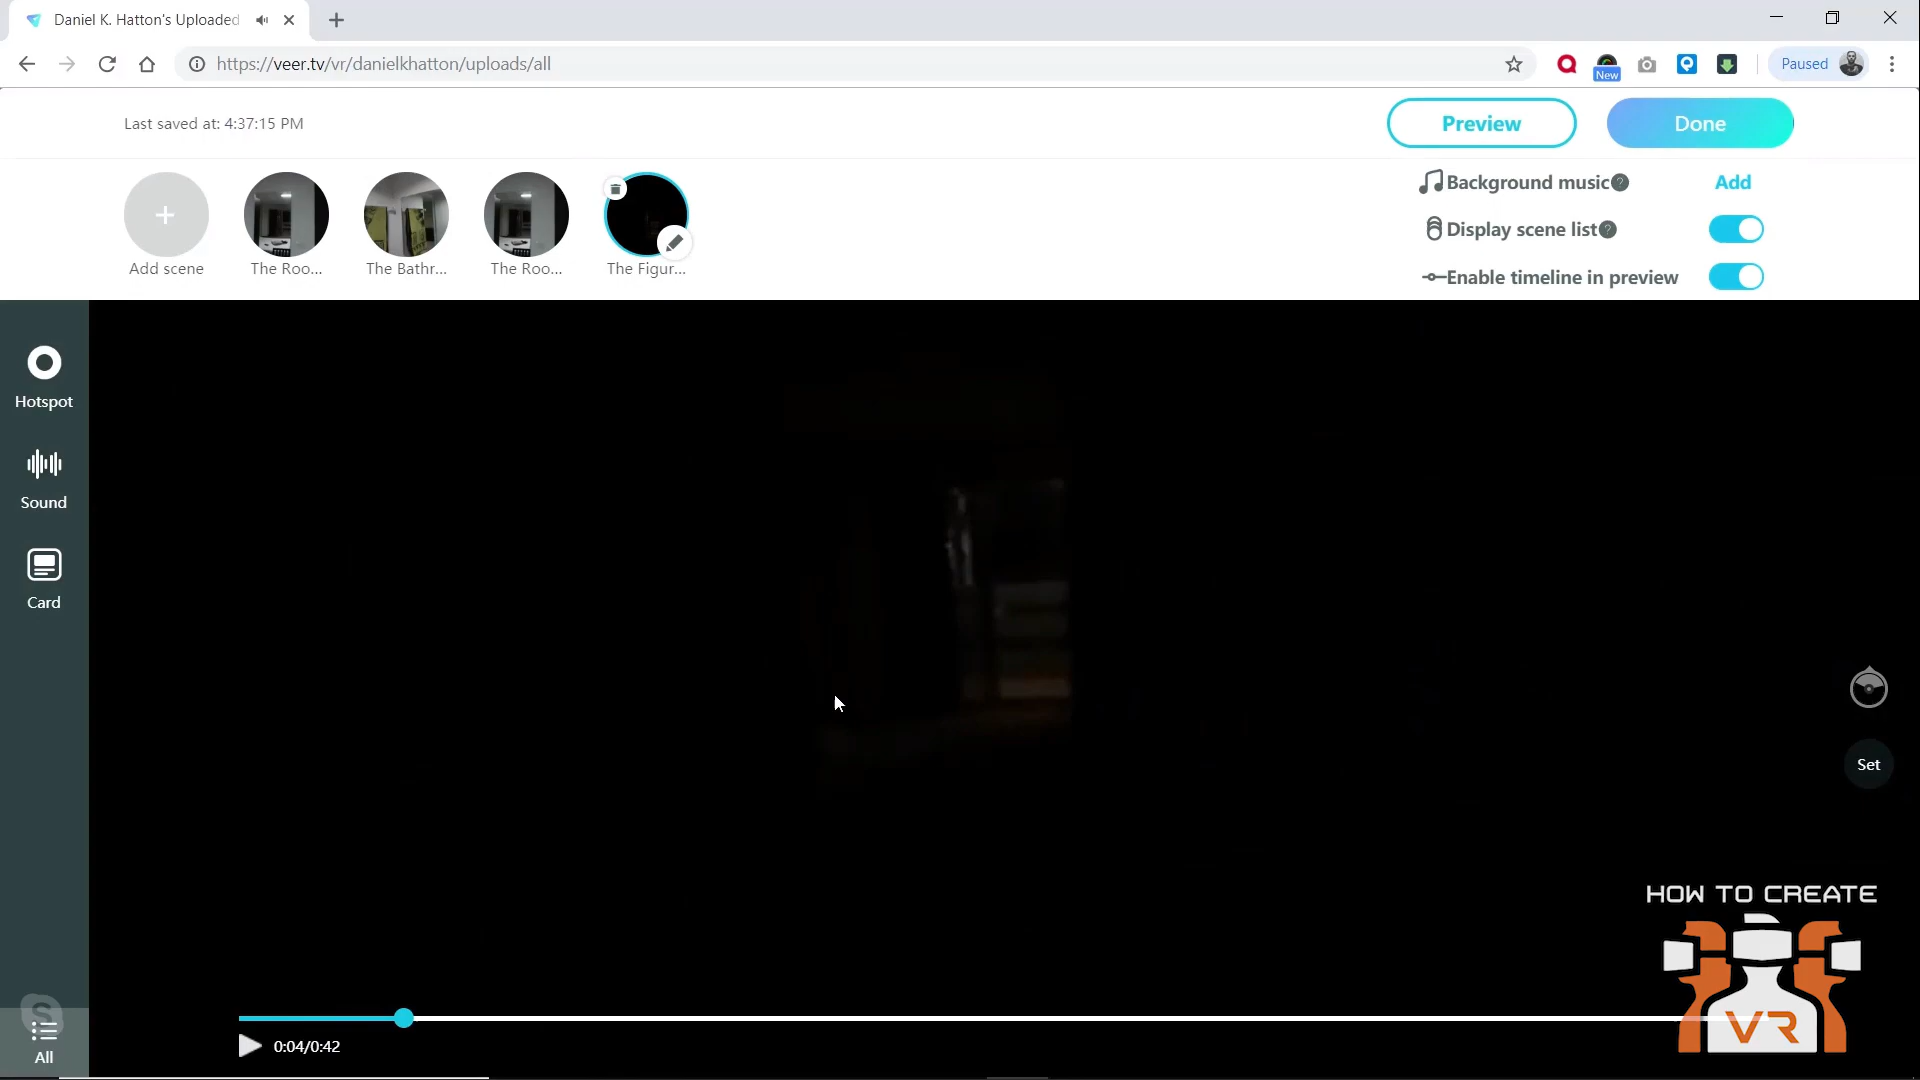 Daniel K. Hatton's Uploaded
https://veer.tv/vr/danielkhatton/uploads/all
New
Paused
Last saved at: 4:37:15 PM
Preview
Done
Add scene
The Roo...
The Bathr...
The Roo...
The Figur...
Background music
Add
Display scene list
Enable timeline in preview
Hotspot
Sound
Card
Set
HOW TO CREATE
VR
S
All
0:04/0:42